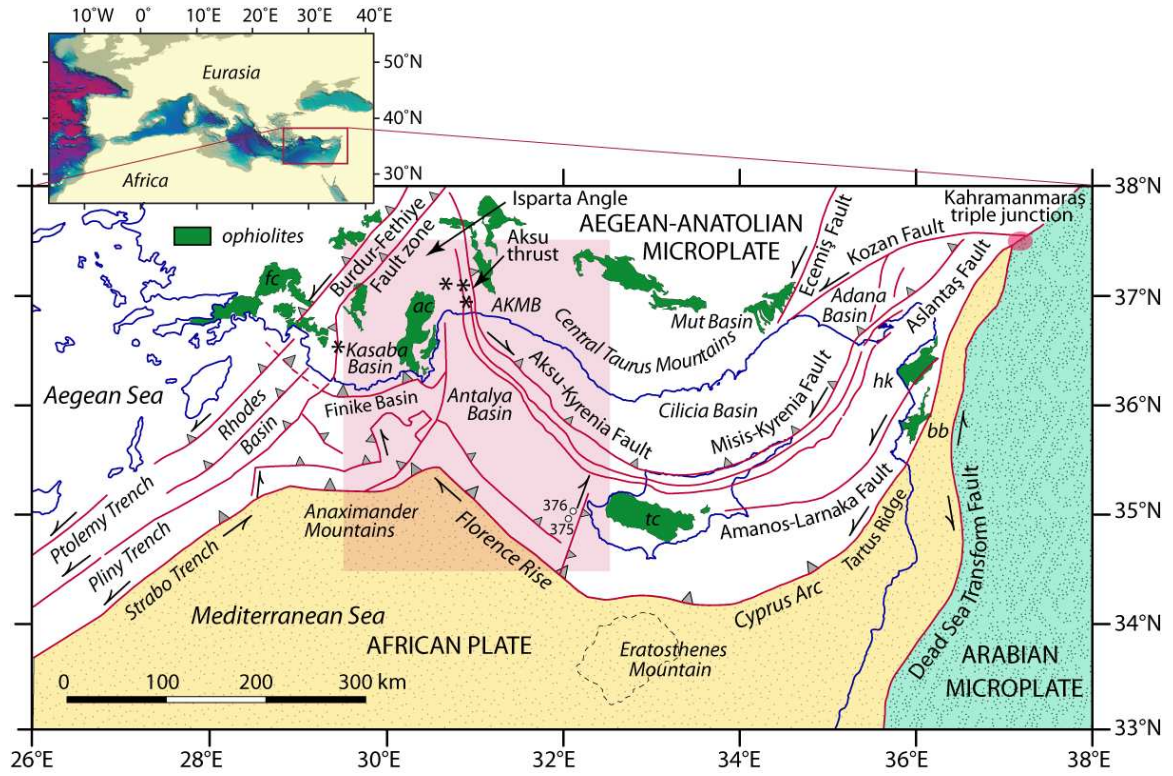 10°W
0°
10°E
20°E
30°E
40°E
50°N
40°N
30°N
Eurasia
Africa
38°N
37°N
36°N
35°N
34°N
33°N
Isparta Angle
Kahramanmaraş
triple junction
AEGEAN-ANATOLIAN
MICROPLATE
ophiolites
Burdur-Fethiye
Fault zone
Aksu
thrust
Ecemiş Fault
Kozan Fault
Aslantaş Fault
Adana
Basin
fc
ac
* *
*
*
AKMB
Mut Basin
Central Taurus Mountains
*
Kasaba
Basin
Aegean Sea
Rhodes
Basin
Finike Basin
Antalya
Basin
Aksu-Kyrenia Fault
Cilicia Basin
Misis-Kyrenia Fault
hk
bb
Ptolemy Trench
Pliny Trench
Strabo Trench
Anaximander
Mountains
Florence Rise
376
375
tc
Amanos-Larnaka Fault
Tartus Ridge
Cyprus Arc
Dead Sea Transform Fault
Mediterranean Sea
AFRICAN PLATE
Eratosthenes
Mountain
ARABIAN
MICROPLATE
0
100
200
300 km
26°E
28°E
30°E
32°E
34°E
36°E
38°E